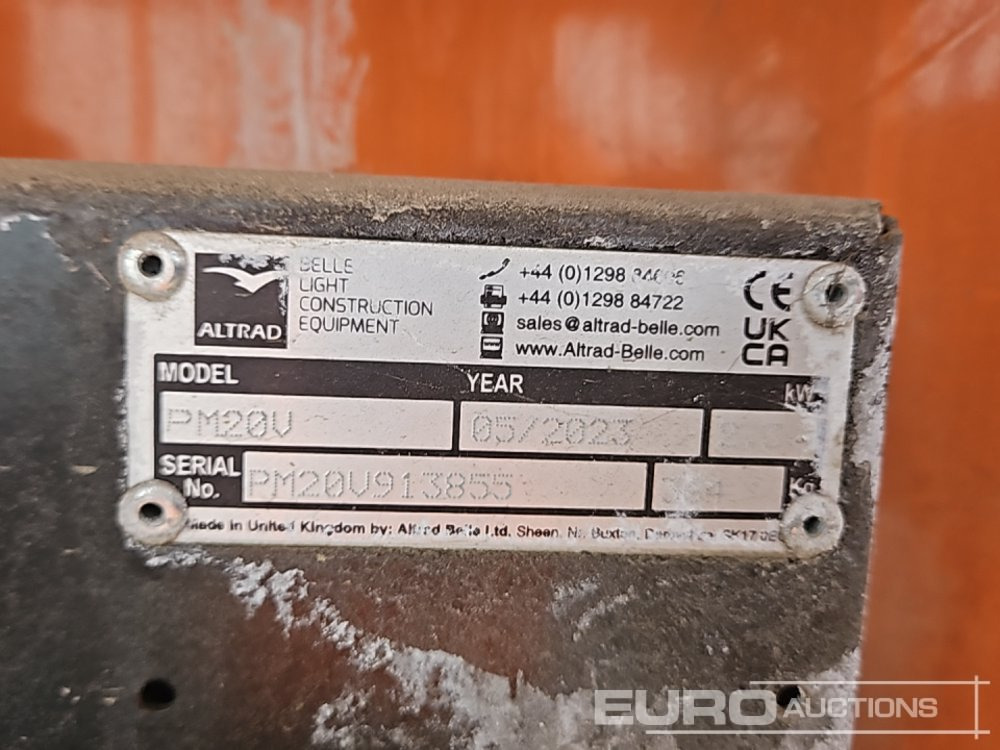 BELLE
LIGHT
CONSTRUCTION
EQUIPMENT
ALTRAD
+44 (0)1298
+44 (0)1298 84722
sales@altrad-belle.com
www.Altrad-Belle.com
CE
UK
CA
MODEL YEAR kW
PM20V 05/2023
SERIAL No. PM20V913855 Kg
Made in United Kingdom by: Altrad Belle Ltd. Sheen, Nr. Buxton,
EURO AUCTIONS